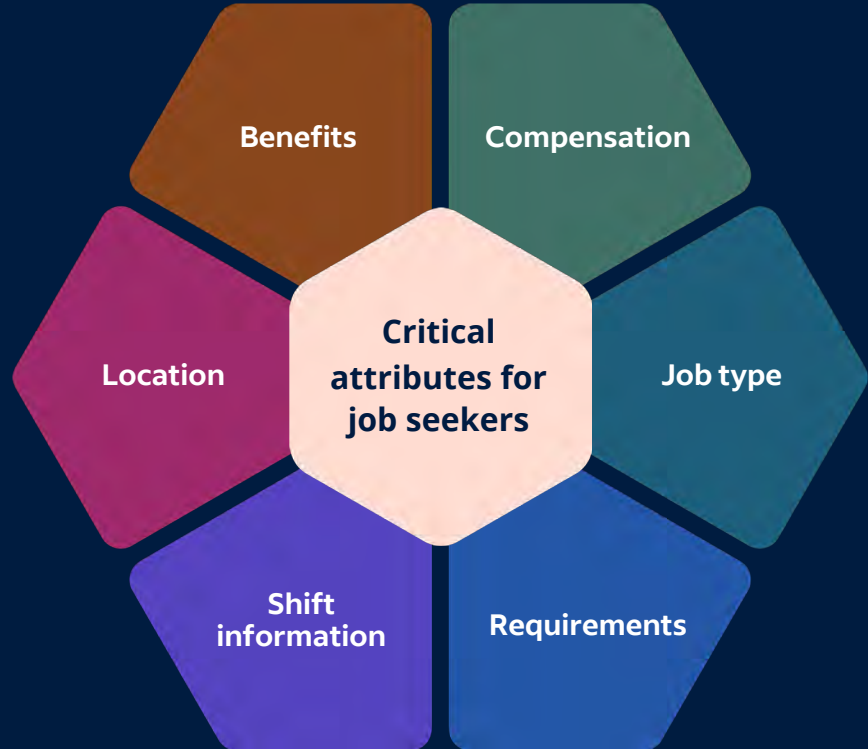 Benefits
Compensation
Critical
attributes for
job seekers
Location
Job type
Shift
information
Requirements